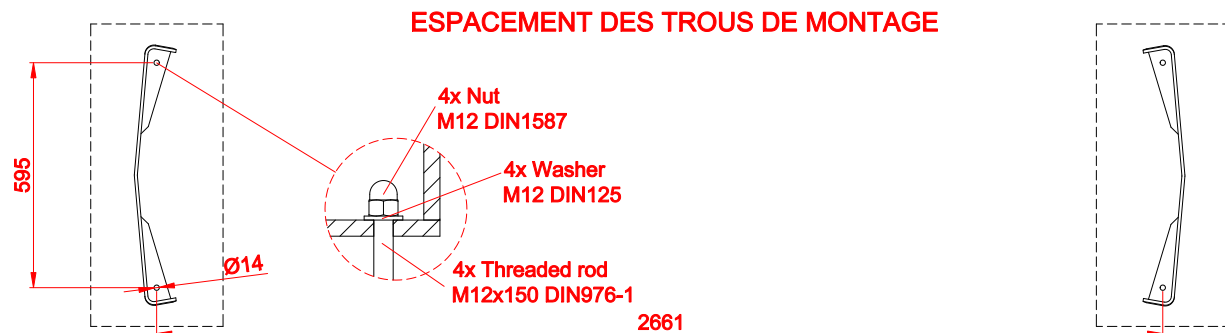 ESPACEMENT DES TROUS DE MONTAGE
4x Nut
M12 DIN1587
4x Washer
M12 DIN125
595
Ø14
4x Threaded rod
M12x150 DIN976-1
2661